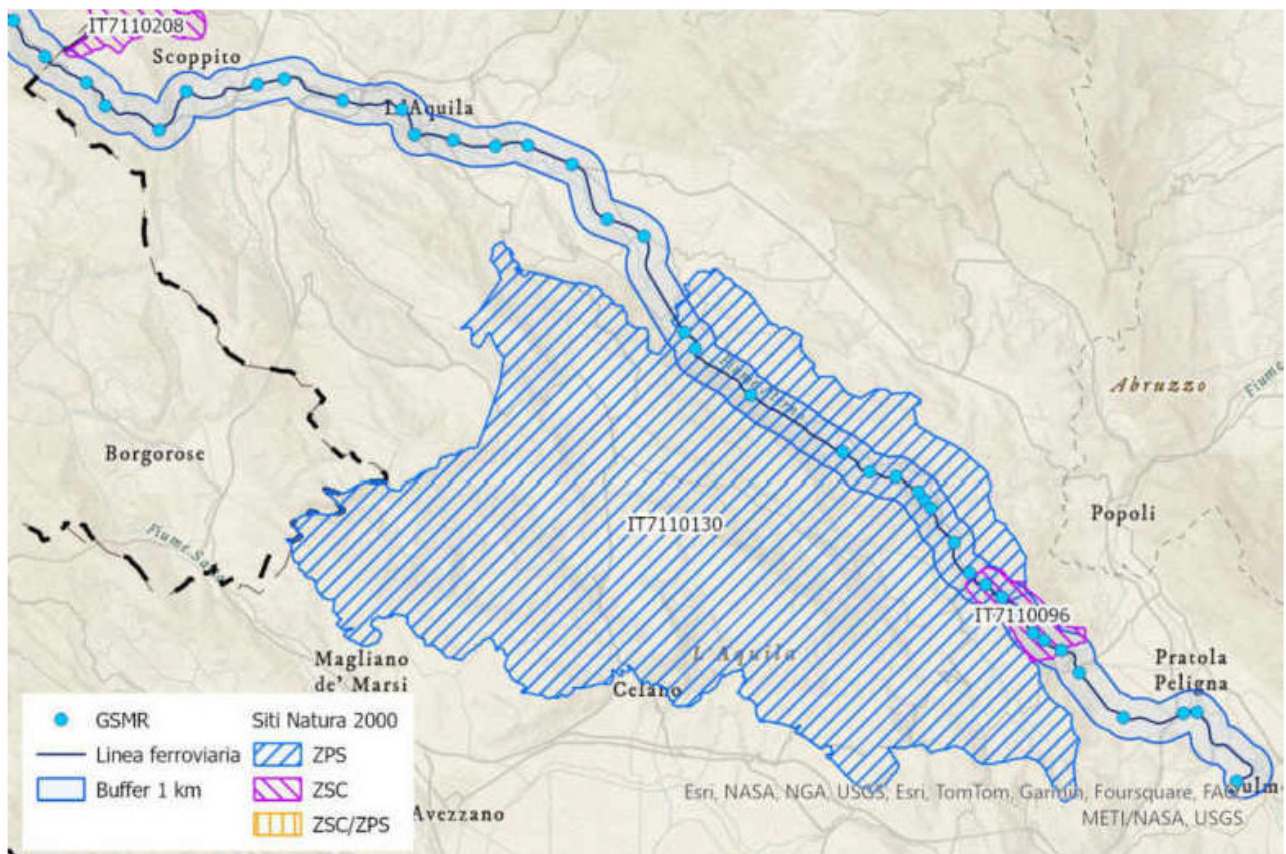 IT7110208
Scoppito
L'Aquila
Abruzzo
Fiume
Borgorose
IT7110130
Popoli
Fiume
IT7110096
L'Aquila
Magliano
de' Marsi
Celano
Pratola
Peligna
GSMR
Linea ferroviaria
Buffer 1 km
Siti Natura 2000
ZPS
ZSC
ZSC/ZPS
Avezzano
Esri, NASA, NGA, USGS, Esri, TomTom, Garmin, Foursquare, FAO,
METI/NASA, USGS